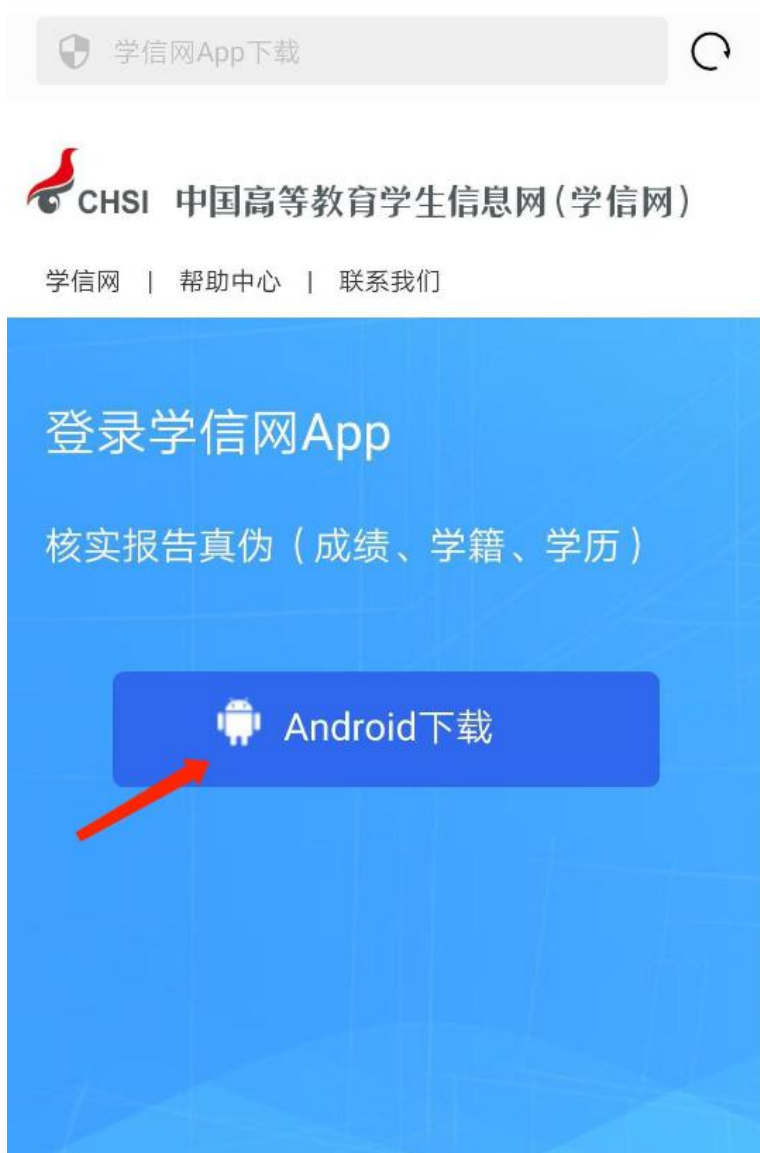 学信网App下载
CHSI 中国高等教育学生信息网(学信网)
学信网 | 帮助中心 | 联系我们
登录学信网App
核实报告真伪（成绩、学籍、学历）
Android下载